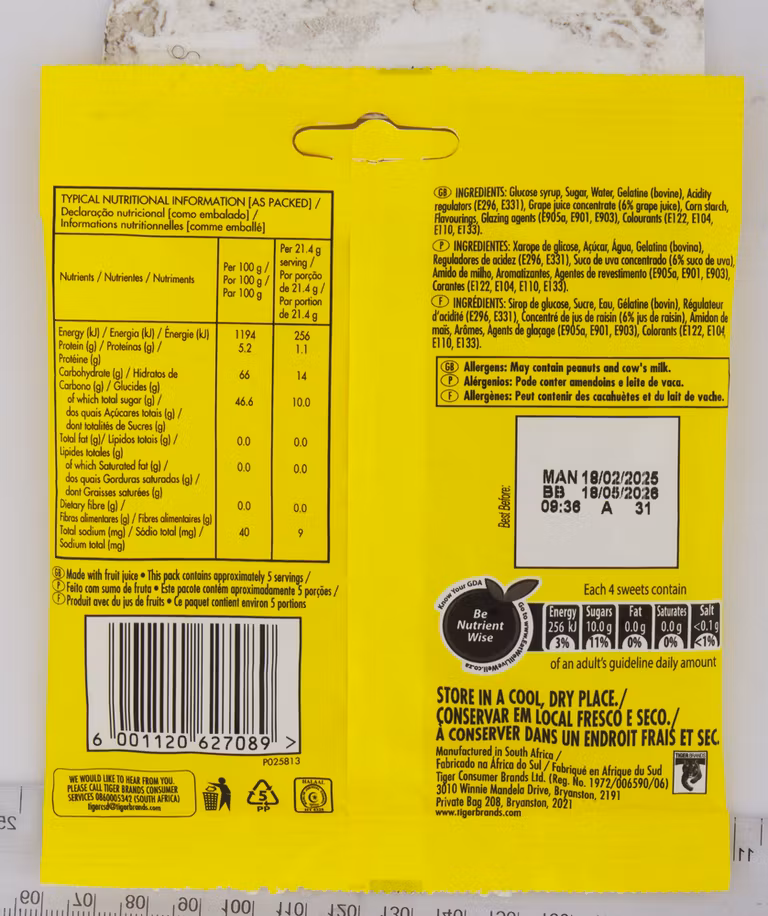 TYPICAL NUTRITIONAL INFORMATION [AS PACKED] /
Declaração nutricional [como embalado] /
Informations nutritionnelles [comme emballé]
Nutrients / Nutrientes / Nutriments
Per 100 g /
Por 100 g /
Par 100 g
Per 21.4 g
serving /
Por porção
de 21.4 g /
Par portion
de 21.4 g
Energy (kJ) / Energia (kJ) / Énergie (kJ) 1194 256
Protein (g) / Proteínas (g) / 5.2 1.1
Protéine (g)
Carbohydrate (g) / Hidratos de
Carbono (g) / Glucides (g) 66 14
of which total sugar (g) / 46.6 10.0
dos quais Açúcares totais (g) /
dont totalités de Sucres (g)
Total fat (g)/ Lipidos totais (g) / 0.0 0.0
Lipides totales (g)
of which Saturated fat (g) / 0.0 0.0
dos quais Gorduras saturadas (g) /
dont Graisses saturées (g)
Dietary fibre (g) / 0.0 0.0
Fibras alimentares (g) / Fibres alimentaires (g)
Total sodium (mg) / Sódio total (mg) / 40 9
Sodium total (mg)
GB Made with fruit juice • This pack contains approximately 5 servings /
P Feito com sumo de fruta • Este pacote contém aproximadamente 5 porções /
F Produit avec du jus de fruits • Ce paquet contient environ 5 portions
6 001120 627089 >
P025813
WE WOULD LIKE TO HEAR FROM YOU.
PLEASE CALL TIGER BRANDS CONSUMER
SERVICES 0860005342 (SOUTH AFRICA)
tigercsd@tigerbrands.com
5
PP
HALAAL
GB INGREDIENTS: Glucose syrup, Sugar, Water, Gelatine (bovine), Acidity
regulators (E296, E331), Grape juice concentrate (6% grape juice), Corn starch,
Flavourings, Glazing agents (E905a, E901, E903), Colourants (E122, E104,
E110, E133).
P INGREDIENTES: Xarope de glicose, Açúcar, Água, Gelatina (bovina),
Reguladores de acidez (E296, E331), Suco de uva concentrado (6% suco de uva),
Amido de milho, Aromatizantes, Agentes de revestimento (E905a, E901, E903),
Corantes (E122, E104, E110, E133).
F INGRÉDIENTS: Sirop de glucose, Sucre, Eau, Gélatine (bovin), Régulateur
d'acidité (E296, E331), Concentré de jus de raisin (6% jus de raisin), Amidon de
maïs, Arômes, Agents de glaçage (E905a, E901, E903), Colorants (E122, E104,
E110, E133).
GB Allergens: May contain peanuts and cow's milk.
P Alérgenios: Pode conter amendoins e leite de vaca.
F Allergènes: Peut contenir des cacahuètes et du lait de vache.
Best Before:
MAN 18/02/2025
BB 18/05/2026
09:36 A 31
Each 4 sweets contain
Know Your GDA
Be
Nutrient
Wise
Go to www.EatWellLiveWell.co.za
Energy Sugars Fat Saturates Salt
256 kJ 10.0 g 0.0 g 0.0 g <0.1 g
3% 11% 0% 0% <1%
of an adult's guideline daily amount
STORE IN A COOL, DRY PLACE./
CONSERVAR EM LOCAL FRESCO E SECO./
À CONSERVER DANS UN ENDROIT FRAIS ET SEC.
Manufactured in South Africa /
Fabricado na África do Sul / Fabriqué en Afrique du Sud
Tiger Consumer Brands Ltd. (Reg. No. 1972/006590/06)
3010 Winnie Mandela Drive, Bryanston, 2191
Private Bag 208, Bryanston, 2021
www.tigerbrands.com
TIGER BRANDS